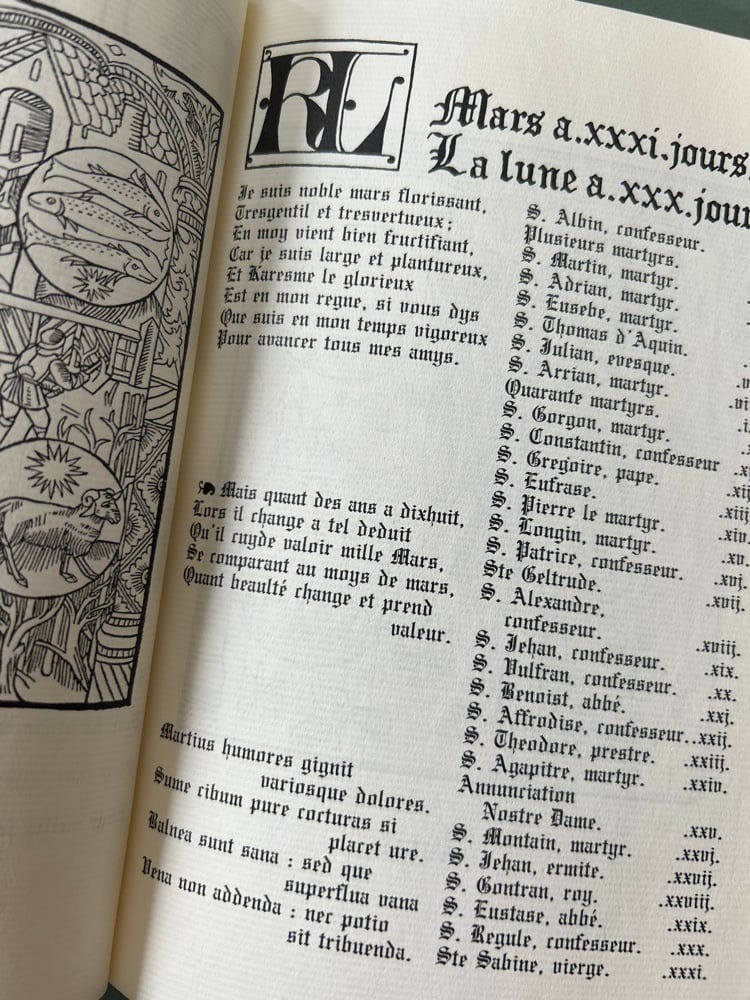 KL
Mars a.xxxi.jours
La lune a.xxx.jour
Je suis noble mars florissant,
Tresgentil et tresvertueux;
En moy vient bien fructifiant,
Car je suis large et plantureux,
Et Karesme le glorieux
Est en mon regne, si vous dys
Que suis en mon temps vigoreux
Pour avancer tous mes amys.
❧ Mais quant des ans a dixhuit,
Lors il change a tel deduit
Qu'il cuyde valoir mille Mars,
Se comparant au moys de mars,
Quant beaulté change et prend
valeur.
Martius humores gignit
variosque dolores.
Sume cibum pure cocturas si
placet ure.
Balnea sunt sana : sed que
superflua vana
Vena non addenda : nec potio
sit tribuenda.
S. Albin, confesseur.
Plusieurs martyrs.
S. Martin, martyr.
S. Adrian, martyr.
S. Eusebe, martyr.
S. Thomas d'Aquin.
S. Julian, evesque.
S. Arrian, martyr.
Quarante martyrs.
S. Gorgon, martyr.
S. Constantin, confesseur
S. Gregoire, pape.
S. Eufrase.
S. Pierre le martyr. .xiv.
S. Longin, martyr. .xv.
S. Patrice, confesseur. .xvj.
Ste Geltrude. .xvij.
S. Alexandre,
confesseur. .xviij.
S. Jehan, confesseur. .xix.
S. Vulfran, confesseur. .xx.
S. Benoist, abbé. .xxj.
S. Affrodise, confesseur. .xxij.
S. Theodore, prestre. .xxiij.
S. Agapitre, martyr. .xxiv.
Annunciation
Nostre Dame. .xxv.
S. Montain, martyr. .xxvj.
S. Jehan, ermite. .xxvij.
S. Gontran, roy. .xxviij.
S. Eustase, abbé. .xxix.
S. Regule, confesseur. .xxx.
Ste Sabine, vierge. .xxxi.